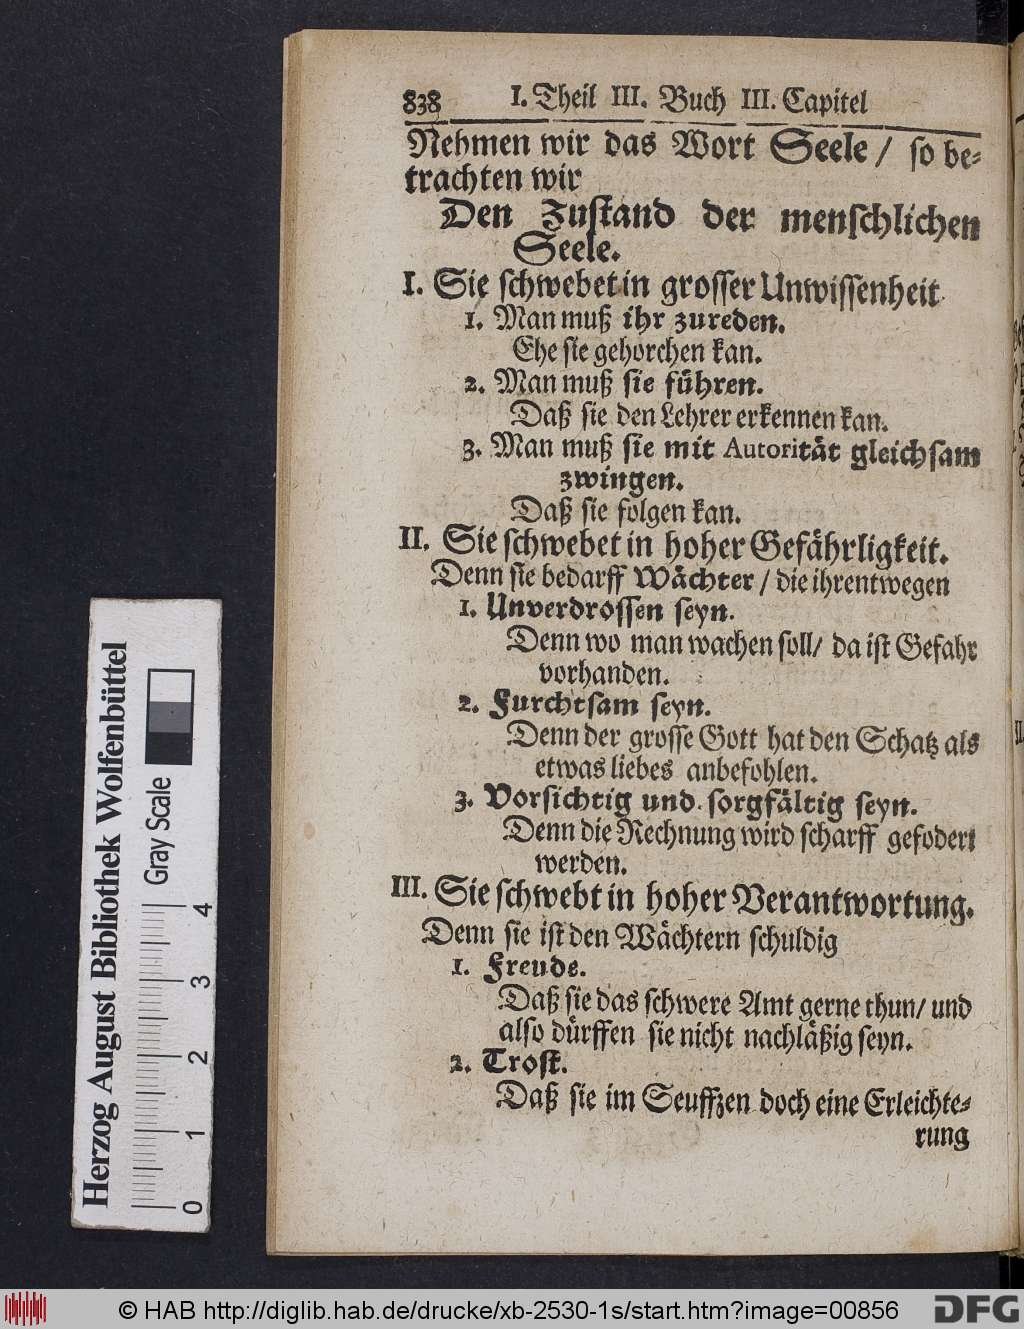 838 I. Theil III. Buch III. Capitel
Nehmen wir das Wort Seele / so be-
trachten wir
Den Zustand der menschlichen
Seele.
I. Sie schwebet in grosser Unwissenheit
1. Man muß ihr zureden.
Ehe sie gehorchen kan.
2. Man muß sie führen.
Daß sie den Lehrer erkennen kan.
3. Man muß sie mit Autorität gleichsam
zwingen.
Daß sie folgen kan.
II. Sie schwebet in hoher Gefährligkeit.
Denn sie bedarff Wächter / die ihrentwegen
1. Unverdrossen seyn.
Denn wo man wachen soll / da ist Gefahr
vorhanden.
2. Furchtsam seyn.
Denn der grosse Gott hat den Schatz als
etwas liebes anbefohlen.
3. Vorsichtig und sorgfältig seyn.
Denn die Rechnung wird scharff gefodert
werden.
III. Sie schwebt in hoher Verantwortung.
Denn sie ist den Wächtern schuldig
1. Freude.
Daß sie das schwere Amt gerne thun / und
also dürffen sie nicht nachläßig seyn.
2. Trost.
Daß sie im Seuffzen doch eine Erleichte-
rung
Herzog August Bibliothek Wolfenbüttel
Gray Scale
0 1 2 3 4
© HAB http://diglib.hab.de/drucke/xb-2530-1s/start.htm?image=00856
DFG